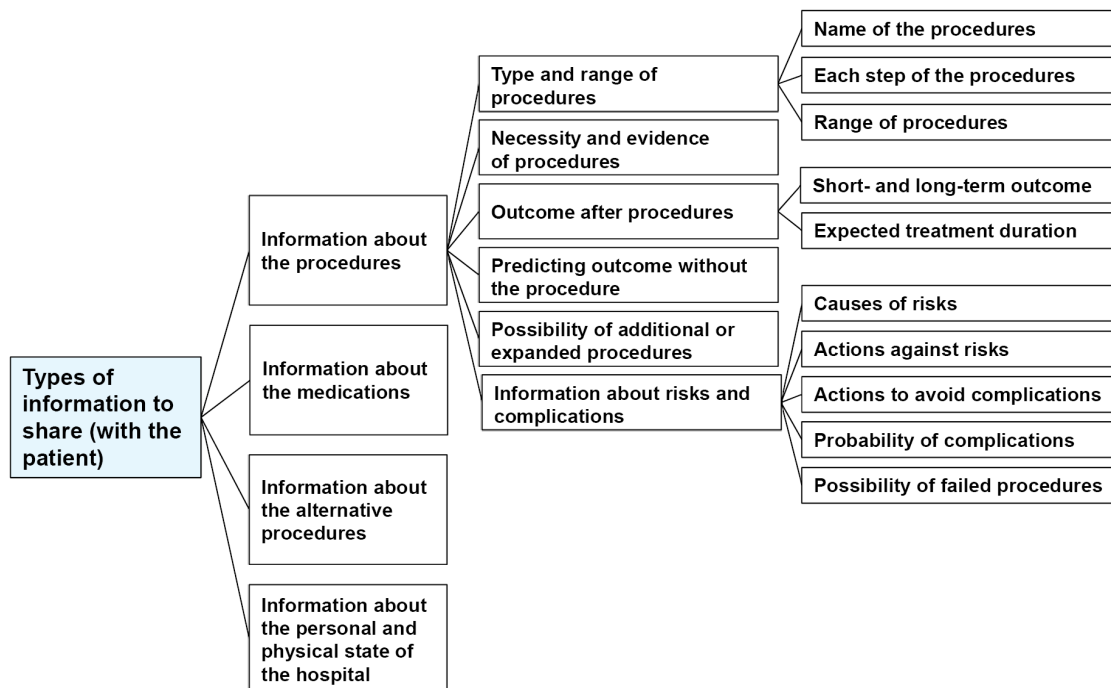 Types of
information to
share (with the
patient)
Information about
the procedures
Information about
the medications
Information about
the alternative
procedures
Information about
the personal and
physical state of
the hospital
Type and range of
procedures
Necessity and evidence
of procedures
Outcome after procedures
Predicting outcome without
the procedure
Possibility of additional or
expanded procedures
Information about risks and
complications
Name of the procedures
Each step of the procedures
Range of procedures
Short- and long-term outcome
Expected treatment duration
Causes of risks
Actions against risks
Actions to avoid complications
Probability of complications
Possibility of failed procedures